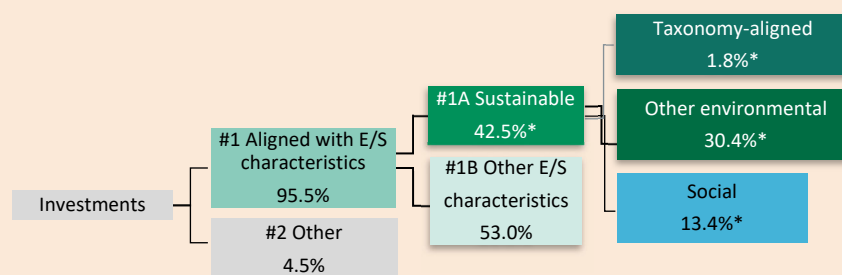 Investments
#1 Aligned with E/S
characteristics
95.5%
#2 Other
4.5%
#1A Sustainable
42.5%*
#1B Other E/S
characteristics
53.0%
Taxonomy-aligned
1.8%*
Other environmental
30.4%*
Social
13.4%*